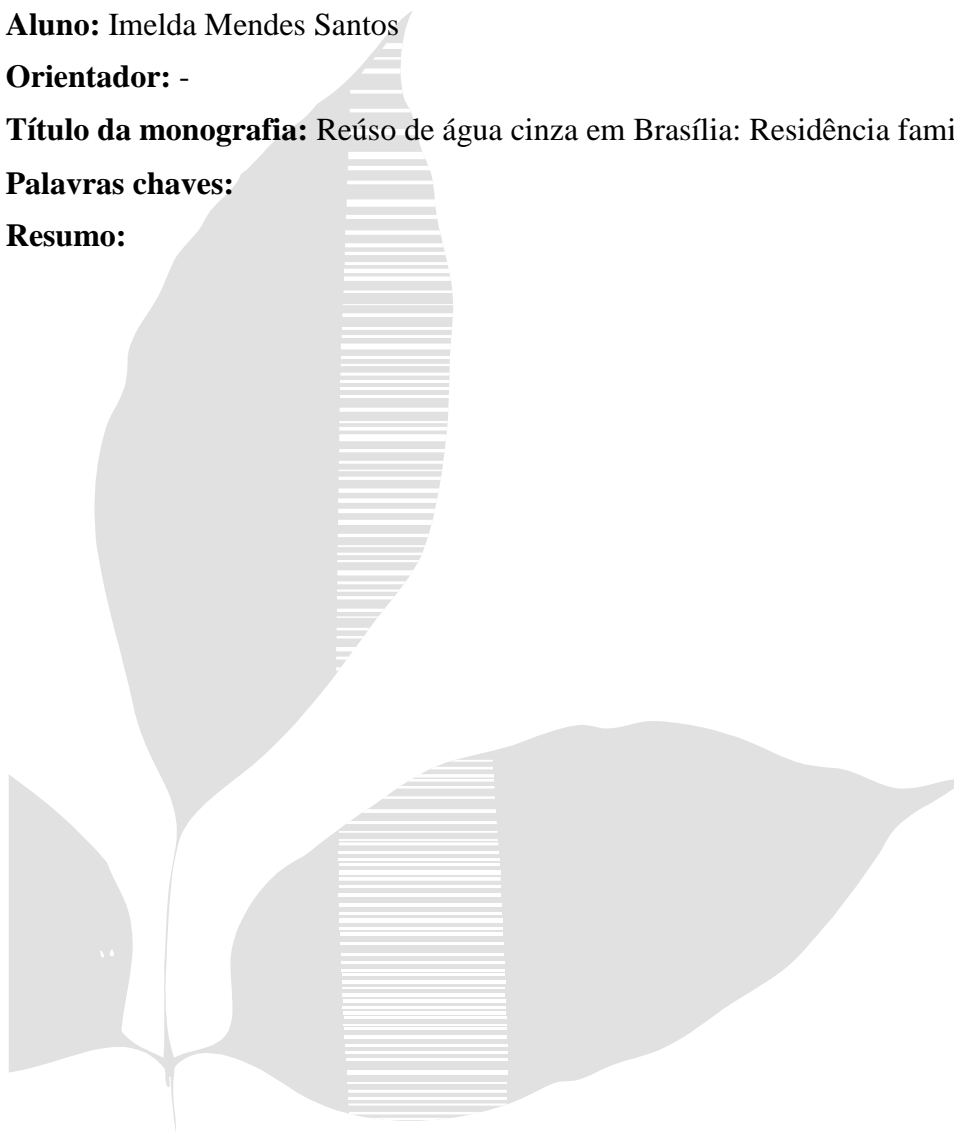 Aluno: Imelda Mendes Santos
Orientador: -
Título da monografia: Reúso de água cinza em Brasília: Residência fami
Palavras chaves:
Resumo: